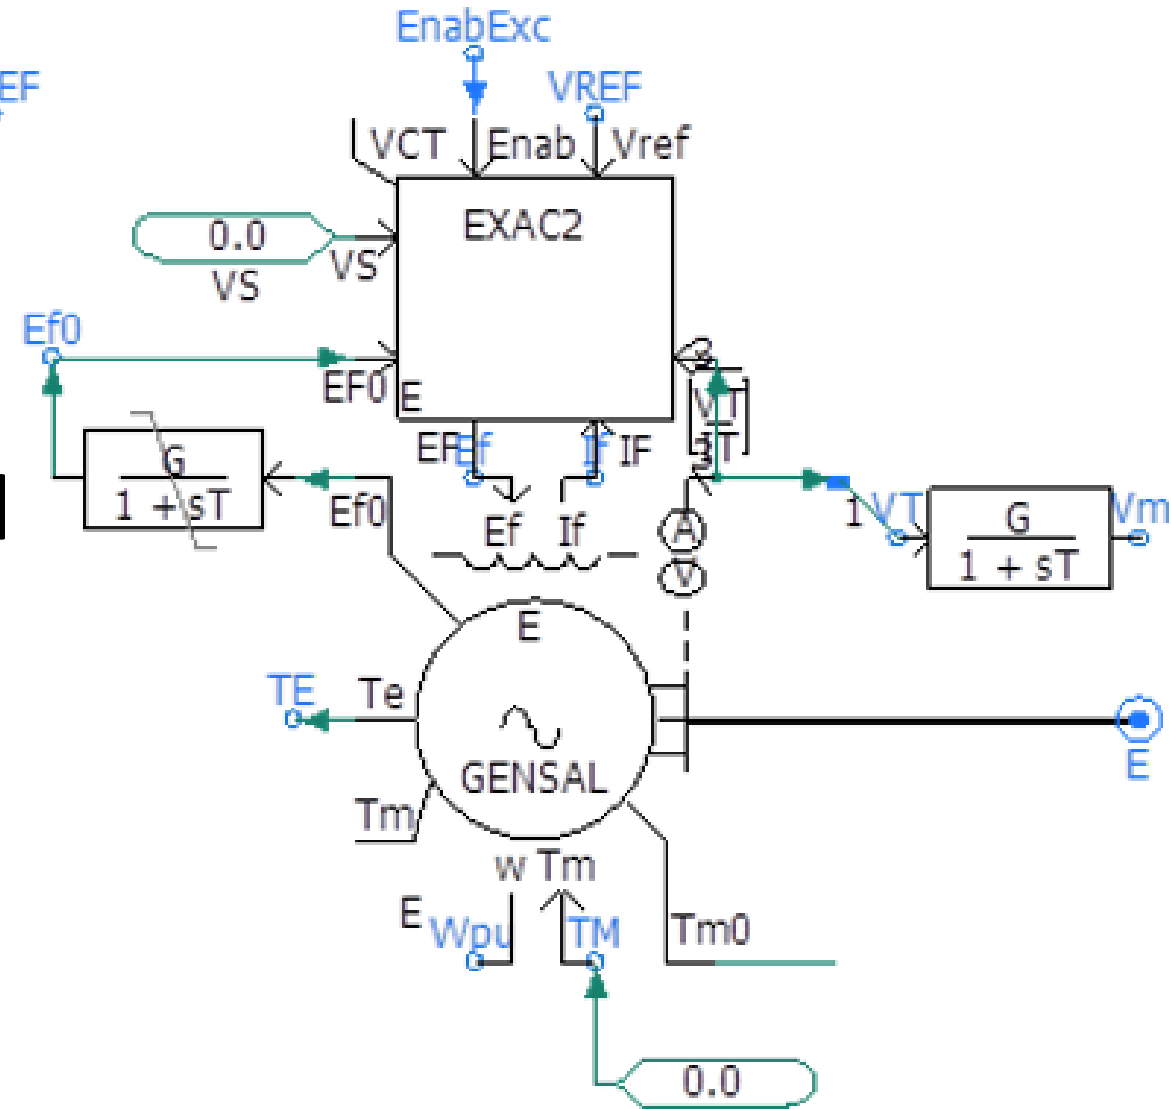 EnabExc
EF
VREF
VCT
Enab
Vref
EXAC2
0.0
VS
VS
Ef0
EF0
E
VT
EF
Ef
If
IF
G
1 + sT
Ef0
Ef
If
A
V
1
VT
G
1 + sT
Vm
E
TE
Te
GENSAL
E
Tm
w Tm
E
Wpu
TM
Tm0
0.0